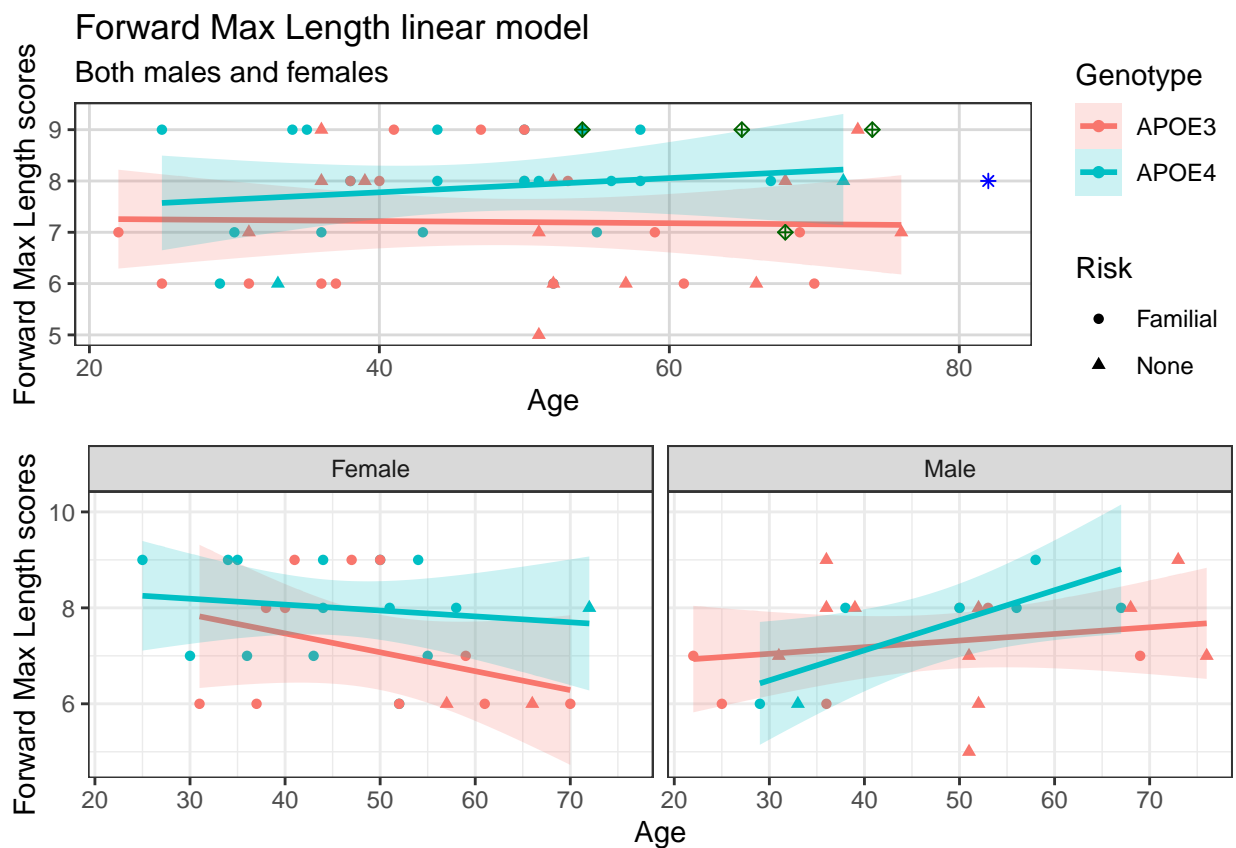 Forward Max Length linear model
Both males and females
Forward Max Length scores
9
8
7
6
5
20 40 60 80
Age
Genotype
APOE3
APOE4
Risk
Familial
None
Female Male
Forward Max Length scores
10
8
6
20 30 40 50 60 70 20 30 40 50 60 70
Age